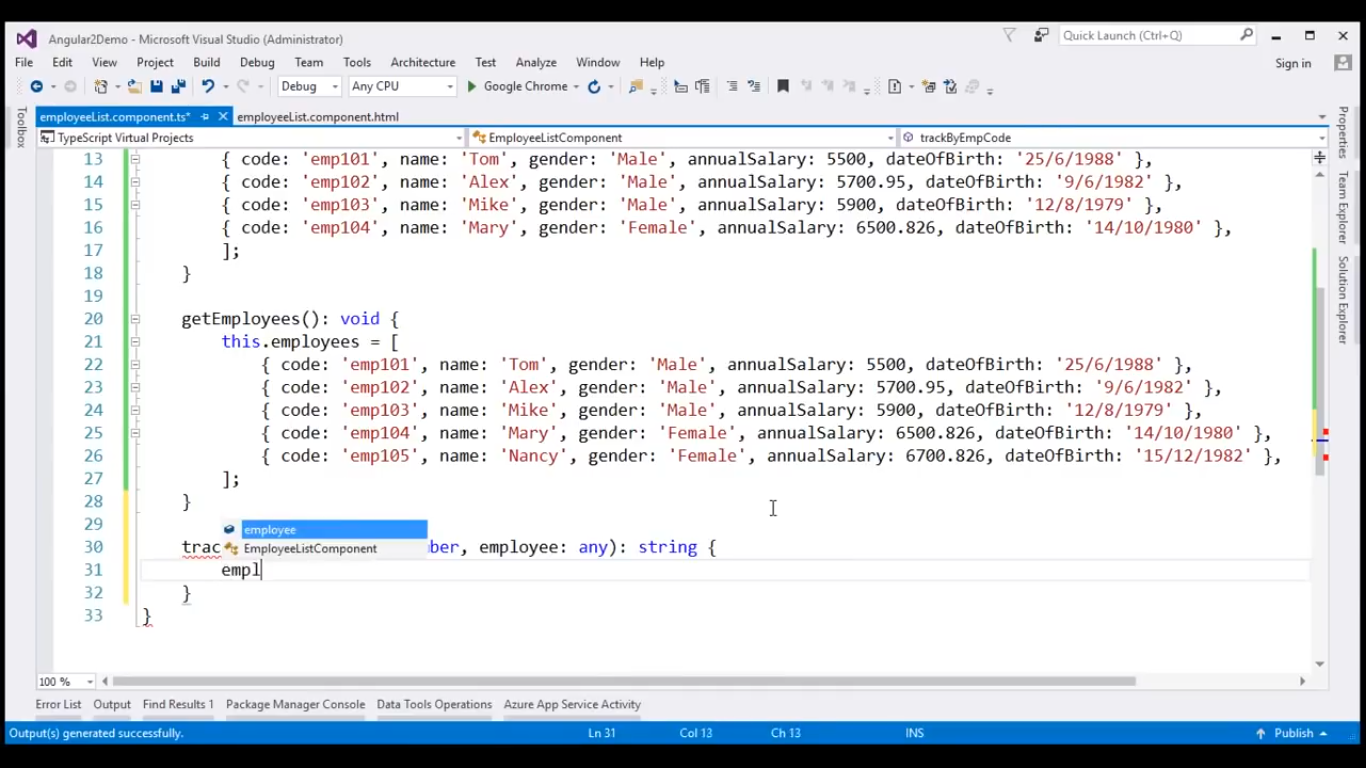 Angular2Demo - Microsoft Visual Studio (Administrator)
Quick Launch (Ctrl+Q)
File Edit View Project Build Debug Team Tools Architecture Test Analyze Window Help
Sign in
Debug Any CPU Google Chrome
employeeList.component.ts* employeeList.component.html
TypeScript Virtual Projects EmployeeListComponent trackByEmpCode
Toolbox
Properties
Team Explorer
Solution Explorer
13 { code: 'emp101', name: 'Tom', gender: 'Male', annualSalary: 5500, dateOfBirth: '25/6/1988' },
14 { code: 'emp102', name: 'Alex', gender: 'Male', annualSalary: 5700.95, dateOfBirth: '9/6/1982' },
15 { code: 'emp103', name: 'Mike', gender: 'Male', annualSalary: 5900, dateOfBirth: '12/8/1979' },
16 { code: 'emp104', name: 'Mary', gender: 'Female', annualSalary: 6500.826, dateOfBirth: '14/10/1980' },
17 ];
18 }
19
20 getEmployees(): void {
21 this.employees = [
22 { code: 'emp101', name: 'Tom', gender: 'Male', annualSalary: 5500, dateOfBirth: '25/6/1988' },
23 { code: 'emp102', name: 'Alex', gender: 'Male', annualSalary: 5700.95, dateOfBirth: '9/6/1982' },
24 { code: 'emp103', name: 'Mike', gender: 'Male', annualSalary: 5900, dateOfBirth: '12/8/1979' },
25 { code: 'emp104', name: 'Mary', gender: 'Female', annualSalary: 6500.826, dateOfBirth: '14/10/1980' },
26 { code: 'emp105', name: 'Nancy', gender: 'Female', annualSalary: 6700.826, dateOfBirth: '15/12/1982' },
27 ];
28 }
29
employee
30 trac mber, employee: any): string {
EmployeeListComponent
31 empl
32 }
33 }
100 %
Error List Output Find Results 1 Package Manager Console Data Tools Operations Azure App Service Activity
Output(s) generated successfully. Ln 31 Col 13 Ch 13 INS Publish